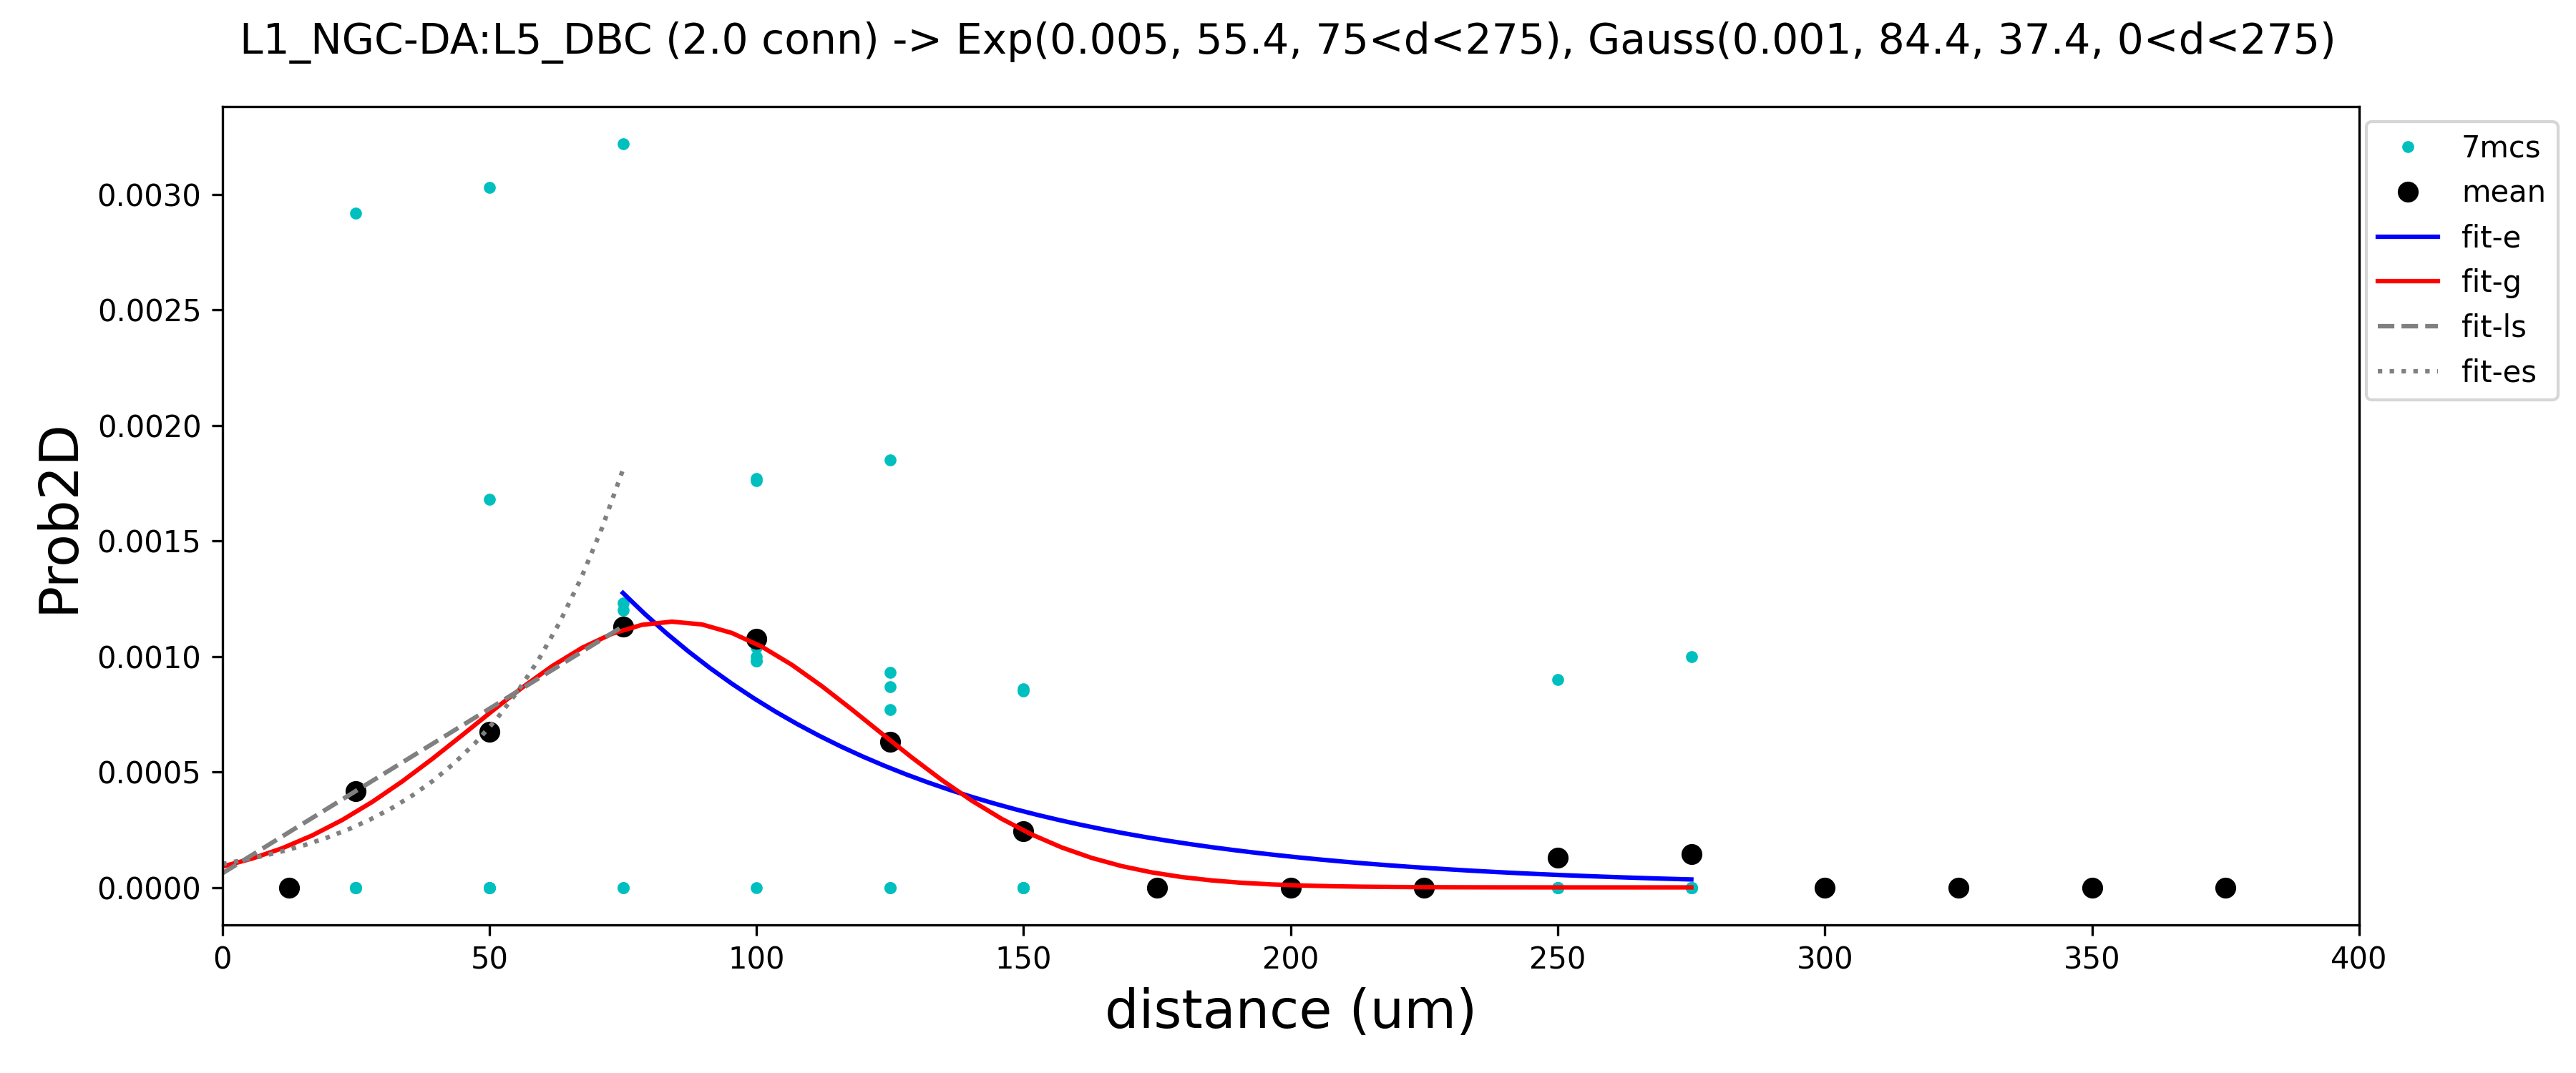 L1_NGC-DA:L5_DBC (2.0 conn) -> Exp(0.005, 55.4, 75<d<275), Gauss(0.001, 84.4, 37.4, 0<d<275)
7mcs
mean
fit-e
fit-g
fit-ls
fit-es
Prob2D
0.0030
0.0025
0.0020
0.0015
0.0010
0.0005
0.0000
0 50 100 150 200 250 300 350 400
distance (um)